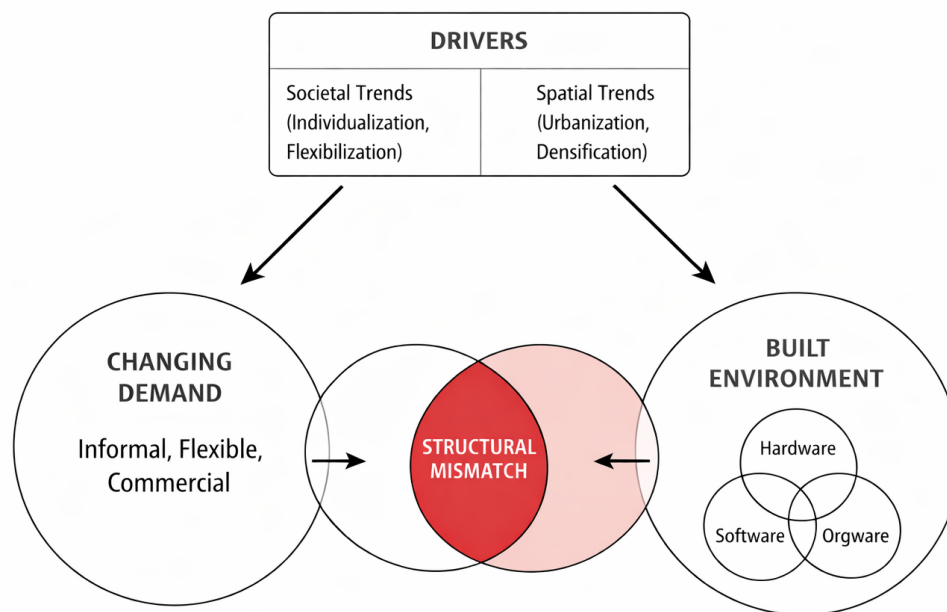 DRIVERS
Societal Trends
(Individualization,
Flexibilization)
Spatial Trends
(Urbanization,
Densification)
CHANGING
DEMAND
Informal, Flexible,
Commercial
STRUCTURAL
MISMATCH
BUILT
ENVIRONMENT
Hardware
Software
Orgware